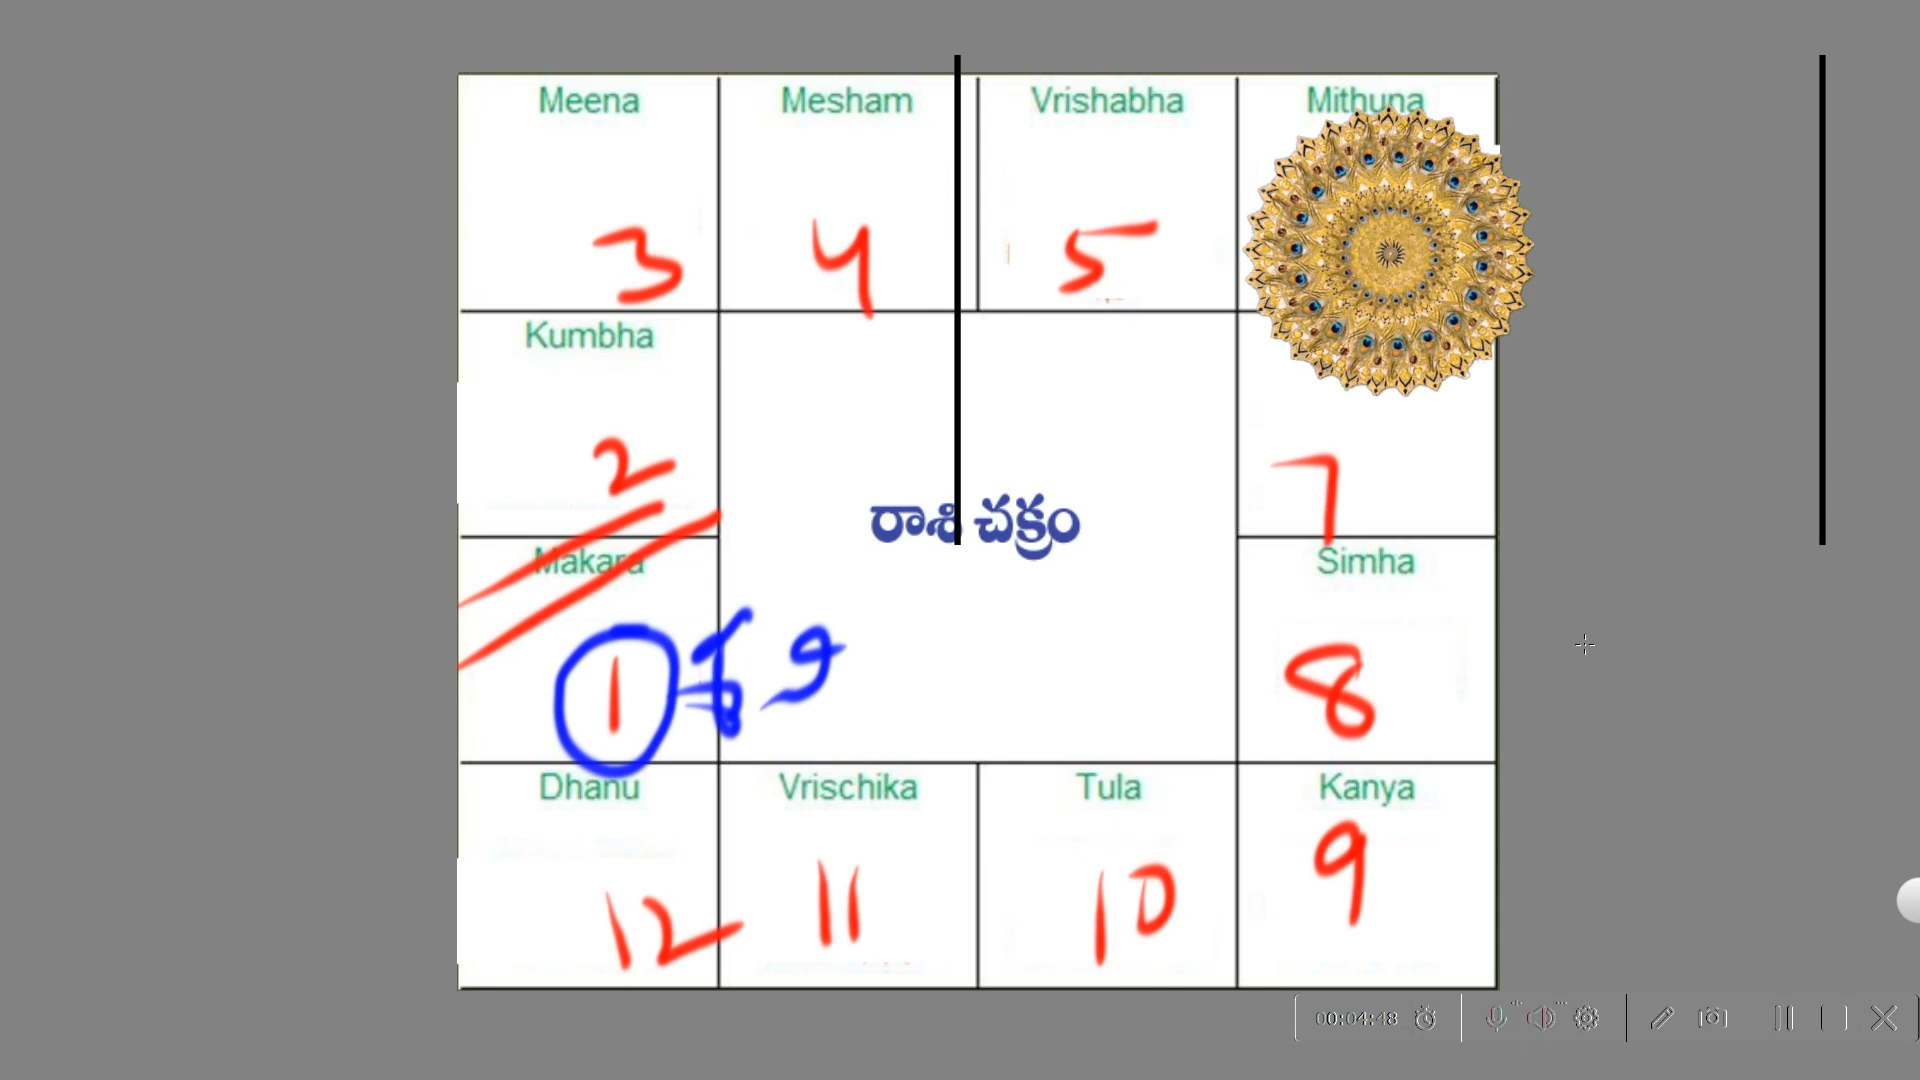 Meena Mesham Vrishabha Mithuna
3 4 5
Kumbha
2 7
రాశి చక్రం
Makara Simha
1 8
Dhanu Vrischika Tula Kanya
12 11 10 9
00:04:48